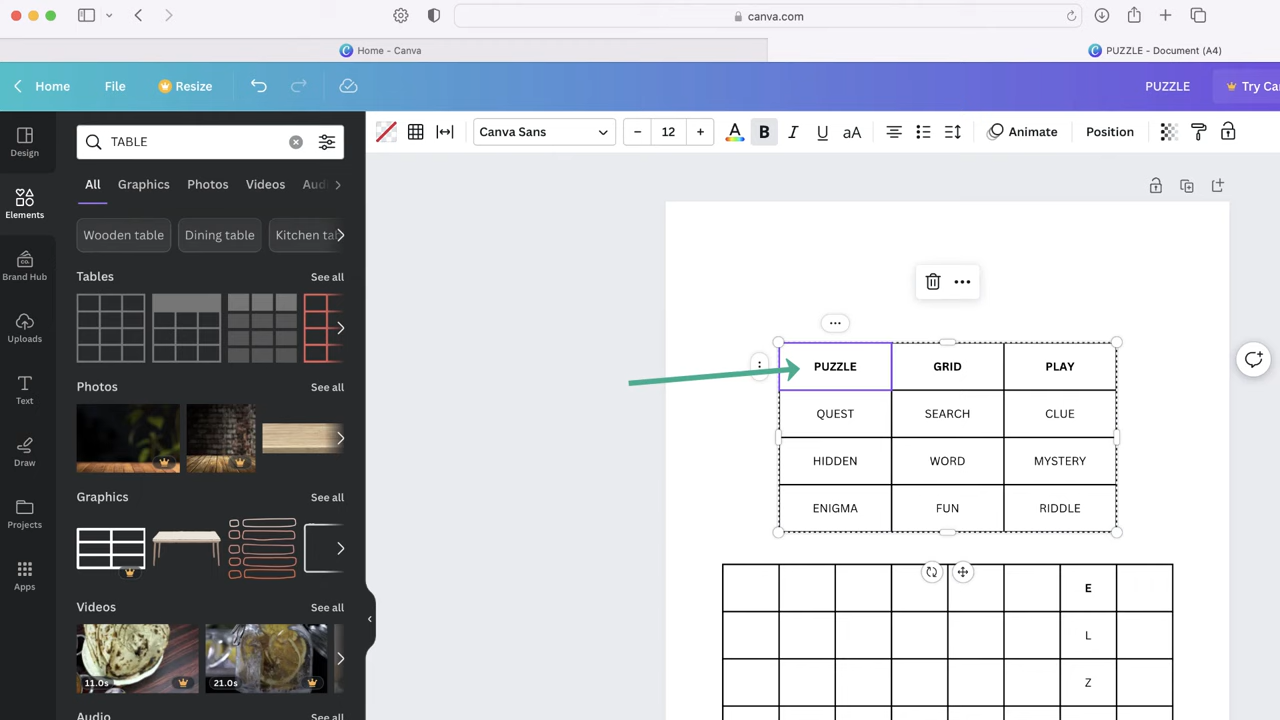 canva.com
Home - Canva
PUZZLE - Document (A4)
Home
File
Resize
PUZZLE
Try Ca
Design
Elements
Brand Hub
Uploads
Text
Draw
Projects
Apps
TABLE
All
Graphics
Photos
Videos
Aud
Wooden table
Dining table
Kitchen ta
Tables
See all
Photos
See all
Graphics
See all
Videos
See all
11.0s
21.0s
Audio
See all
Canva Sans
12
A
B
I
U
aA
Animate
Position
PUZZLE GRID PLAY
QUEST SEARCH CLUE
HIDDEN WORD MYSTERY
ENIGMA FUN RIDDLE
E
L
Z